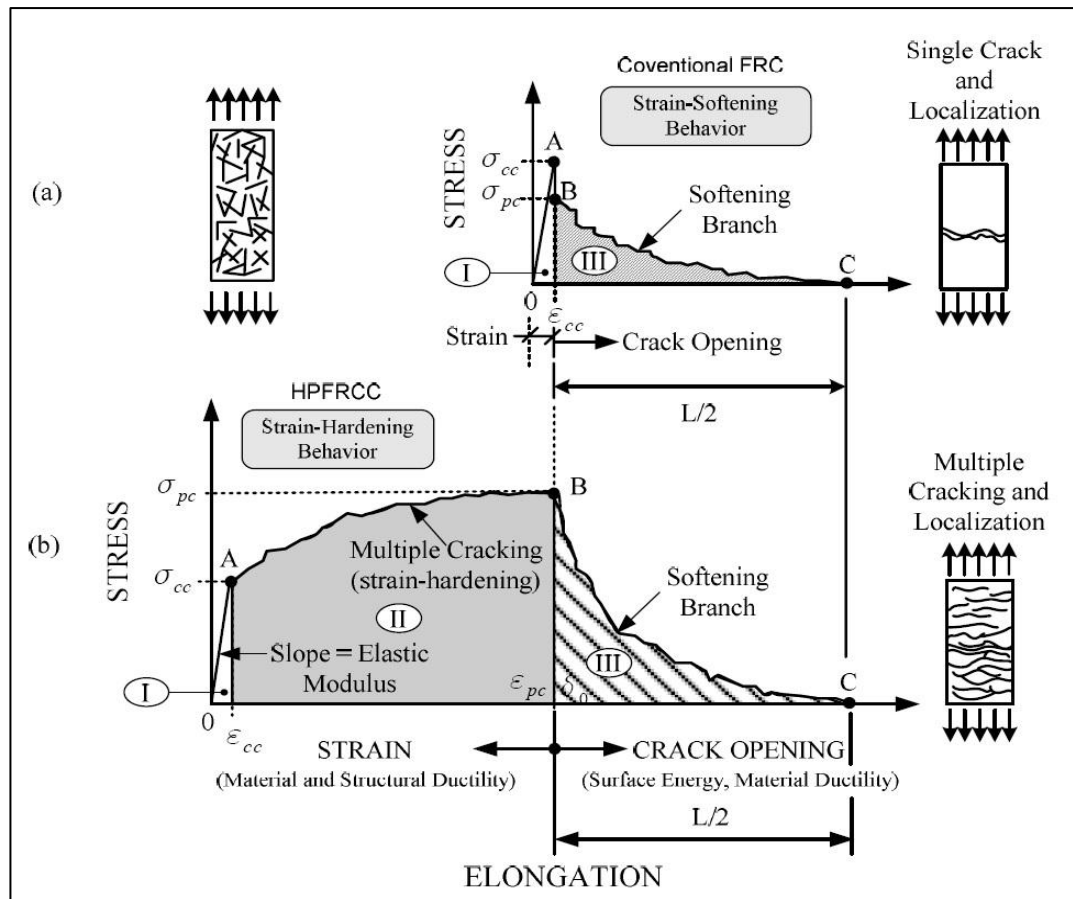 (a)
Coventional FRC
Strain-Softening
Behavior
Single Crack
and
Localization
STRESS
A
σcc
B
σpc
Softening
Branch
I
III
C
0
εcc
Strain
Crack Opening
L/2
(b)
HPFRCC
Strain-Hardening
Behavior
Multiple
Cracking and
Localization
STRESS
σpc
B
A
σcc
Multiple Cracking
(strain-hardening)
Softening
Branch
II
Slope = Elastic
Modulus
III
I
εpc
δ0
C
0
εcc
STRAIN
(Material and Structural Ductility)
CRACK OPENING
(Surface Energy, Material Ductility)
L/2
ELONGATION